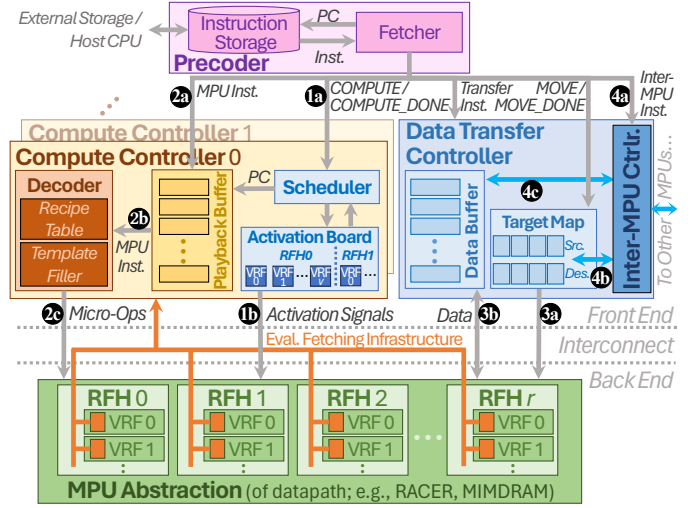 External Storage /
Host CPU
Instruction
Storage
PC
Inst.
Fetcher
Precoder
2a
MPU Inst.
1a
COMPUTE /
COMPUTE_DONE
Transfer
Inst.
MOVE /
MOVE_DONE
4a
Inter-
MPU
Inst.
Compute Controller 1
Compute Controller 0
Decoder
Recipe
Table
Template
Filler
2b
MPU
Inst.
Playback Buffer
PC
Scheduler
Activation Board
RFH0
RFH1
VRF
0
VRF
1
...
VRF
v
VRF
0
...
Data Transfer
Controller
Data Buffer
4c
Target Map
Src.
Des.
4b
Inter-MPU Ctrlr.
To Other MPUs...
2c
Micro-Ops
1b
Activation Signals
Data
3b
3a
Front End
Eval. Fetching Infrastructure
Interconnect
Back End
RFH 0
VRF 0
VRF 1
RFH 1
VRF 0
VRF 1
RFH 2
VRF 0
VRF 1
...
RFH r
VRF 0
VRF 1
MPU Abstraction (of datapath; e.g., RACER, MIMDRAM)